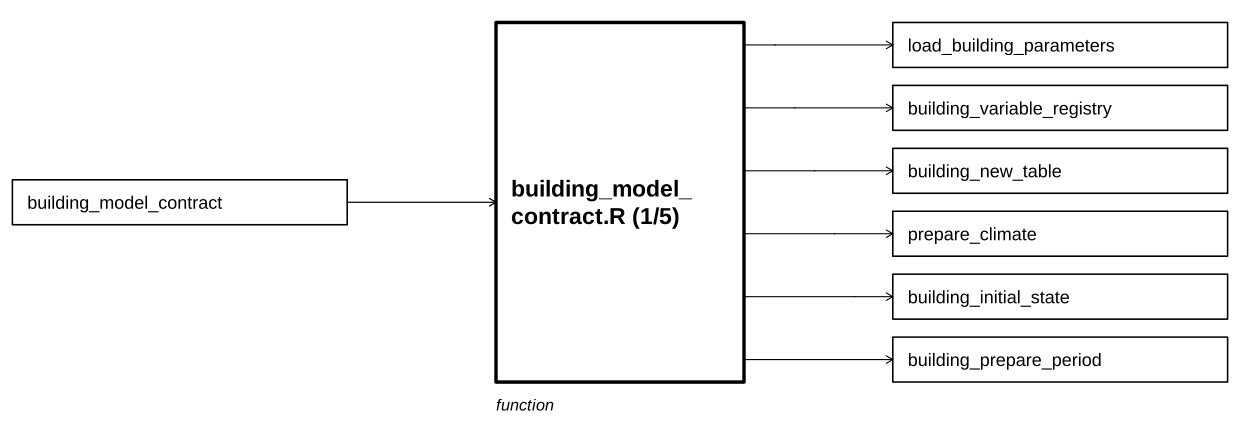 building_model_contract
building_model_
contract.R (1/5)
function
load_building_parameters
building_variable_registry
building_new_table
prepare_climate
building_initial_state
building_prepare_period